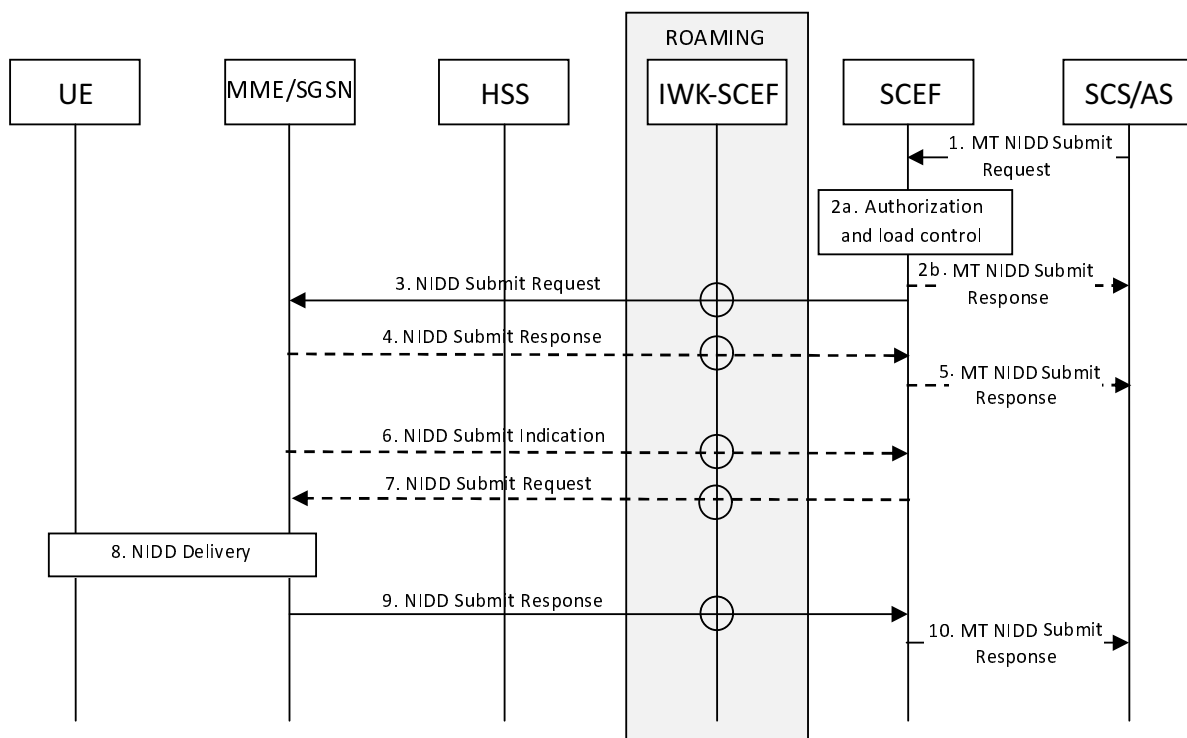 ROAMING
UE
MME/SGSN
HSS
IWK-SCEF
SCEF
SCS/AS
1. MT NIDD Submit
Request
2a. Authorization
and load control
2b. MT NIDD Submit
Response
3. NIDD Submit Request
4. NIDD Submit Response
5. MT NIDD Submit
Response
6. NIDD Submit Indication
7. NIDD Submit Request
8. NIDD Delivery
9. NIDD Submit Response
10. MT NIDD Submit
Response